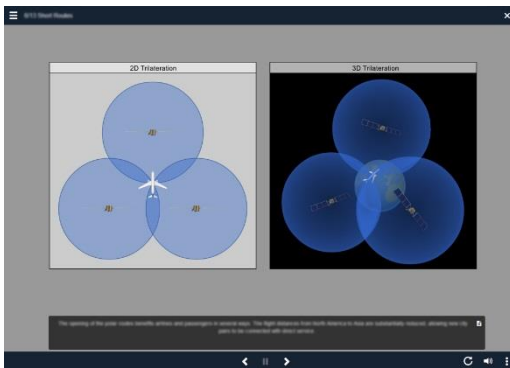 2D Trilateration
3D Trilateration
The opening of the polar routes benefits airlines and passengers in several ways. The flight distances from North America to Asia are substantially reduced, allowing new city
pairs to be connected with direct service.